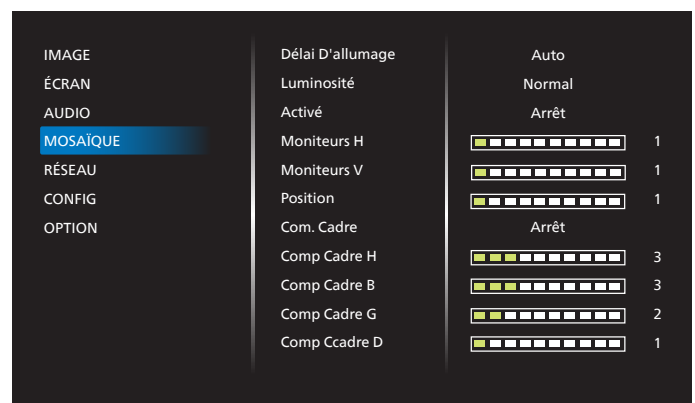 IMAGE
ÉCRAN
AUDIO
MOSAÏQUE
RÉSEAU
CONFIG
OPTION
Délai D'allumage Auto
Luminosité Normal
Activé Arrêt
Moniteurs H 1
Moniteurs V 1
Position 1
Com. Cadre Arrêt
Comp Cadre H 3
Comp Cadre B 3
Comp Cadre G 2
Comp Ccadre D 1